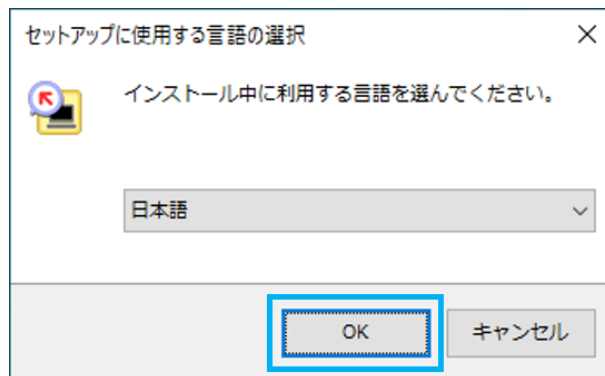 セットアップに使用する言語の選択
インストール中に利用する言語を選んでください。
日本語
OK
キャンセル